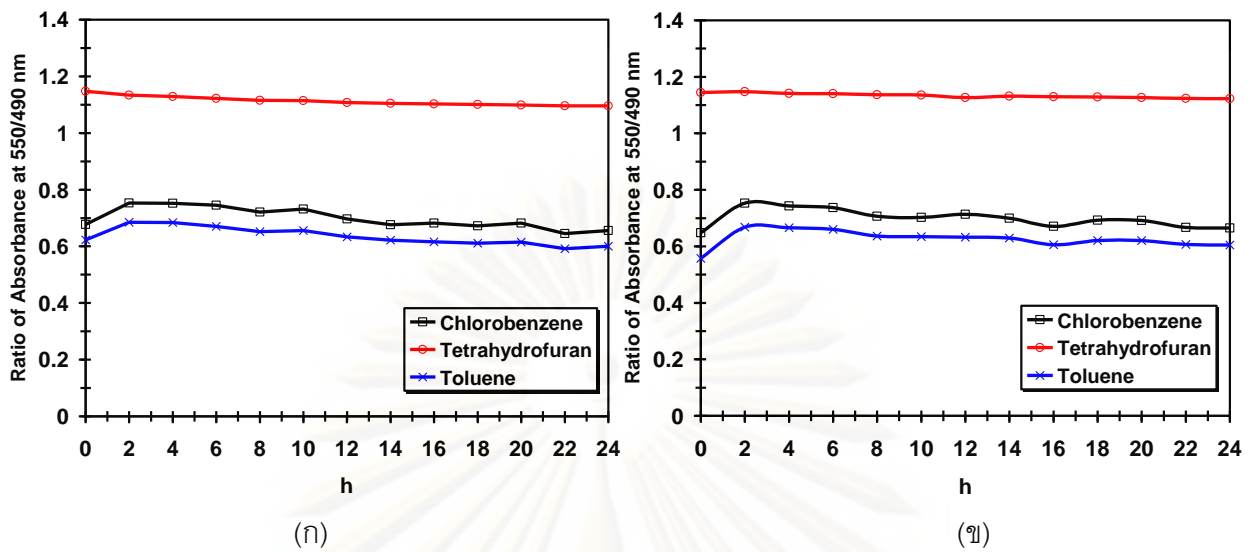 Ratio of Absorbance at 550/490 nm
1.4
1.2
1
0.8
0.6
0.4
0.2
0
Chlorobenzene
Tetrahydrofuran
Toluene
0 2 4 6 8 10 12 14 16 18 20 22 24
h
(ก)
Ratio of Absorbance at 550/490 nm
1.4
1.2
1
0.8
0.6
0.4
0.2
0
Chlorobenzene
Tetrahydrofuran
Toluene
0 2 4 6 8 10 12 14 16 18 20 22 24
h
(ข)